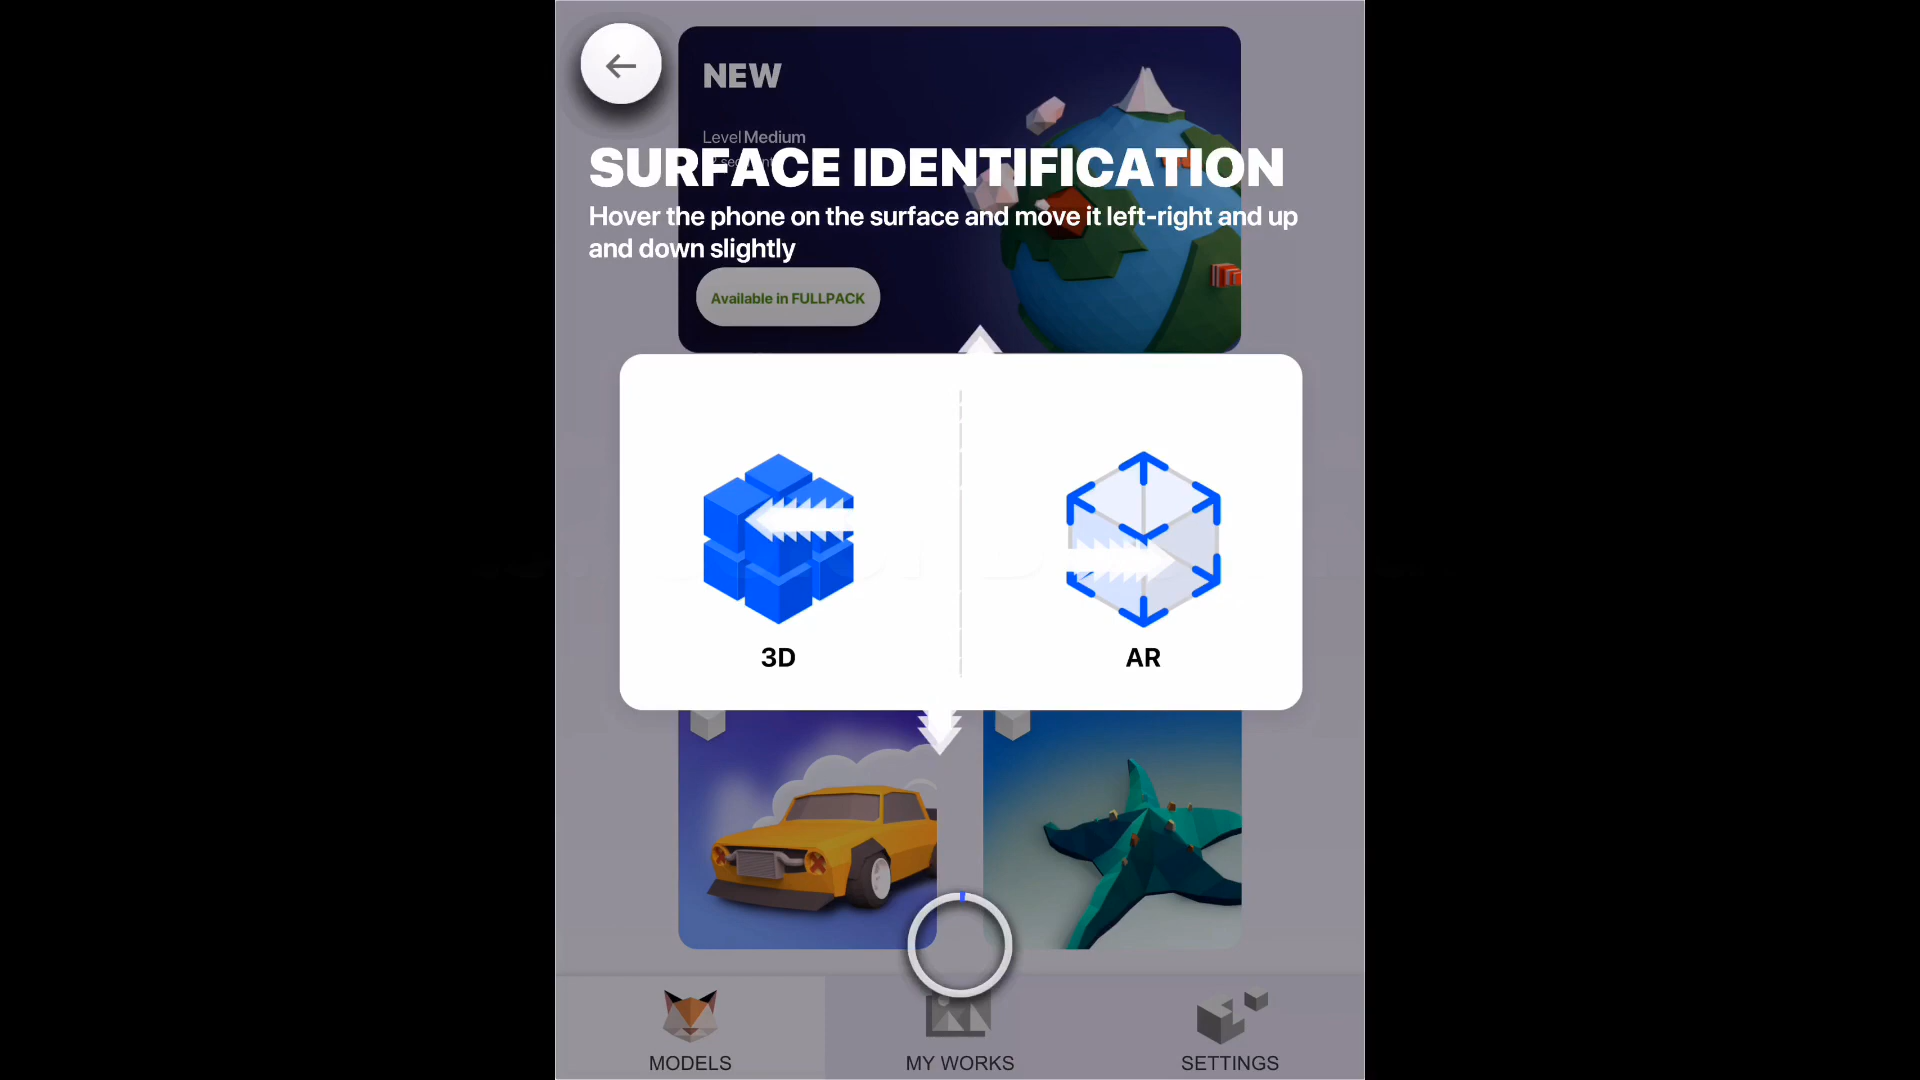 NEW
Level Medium
SURFACE IDENTIFICATION
Hover the phone on the surface and move it left-right and up
and down slightly
Available in FULLPACK
3D
AR
MODELS
MY WORKS
SETTINGS